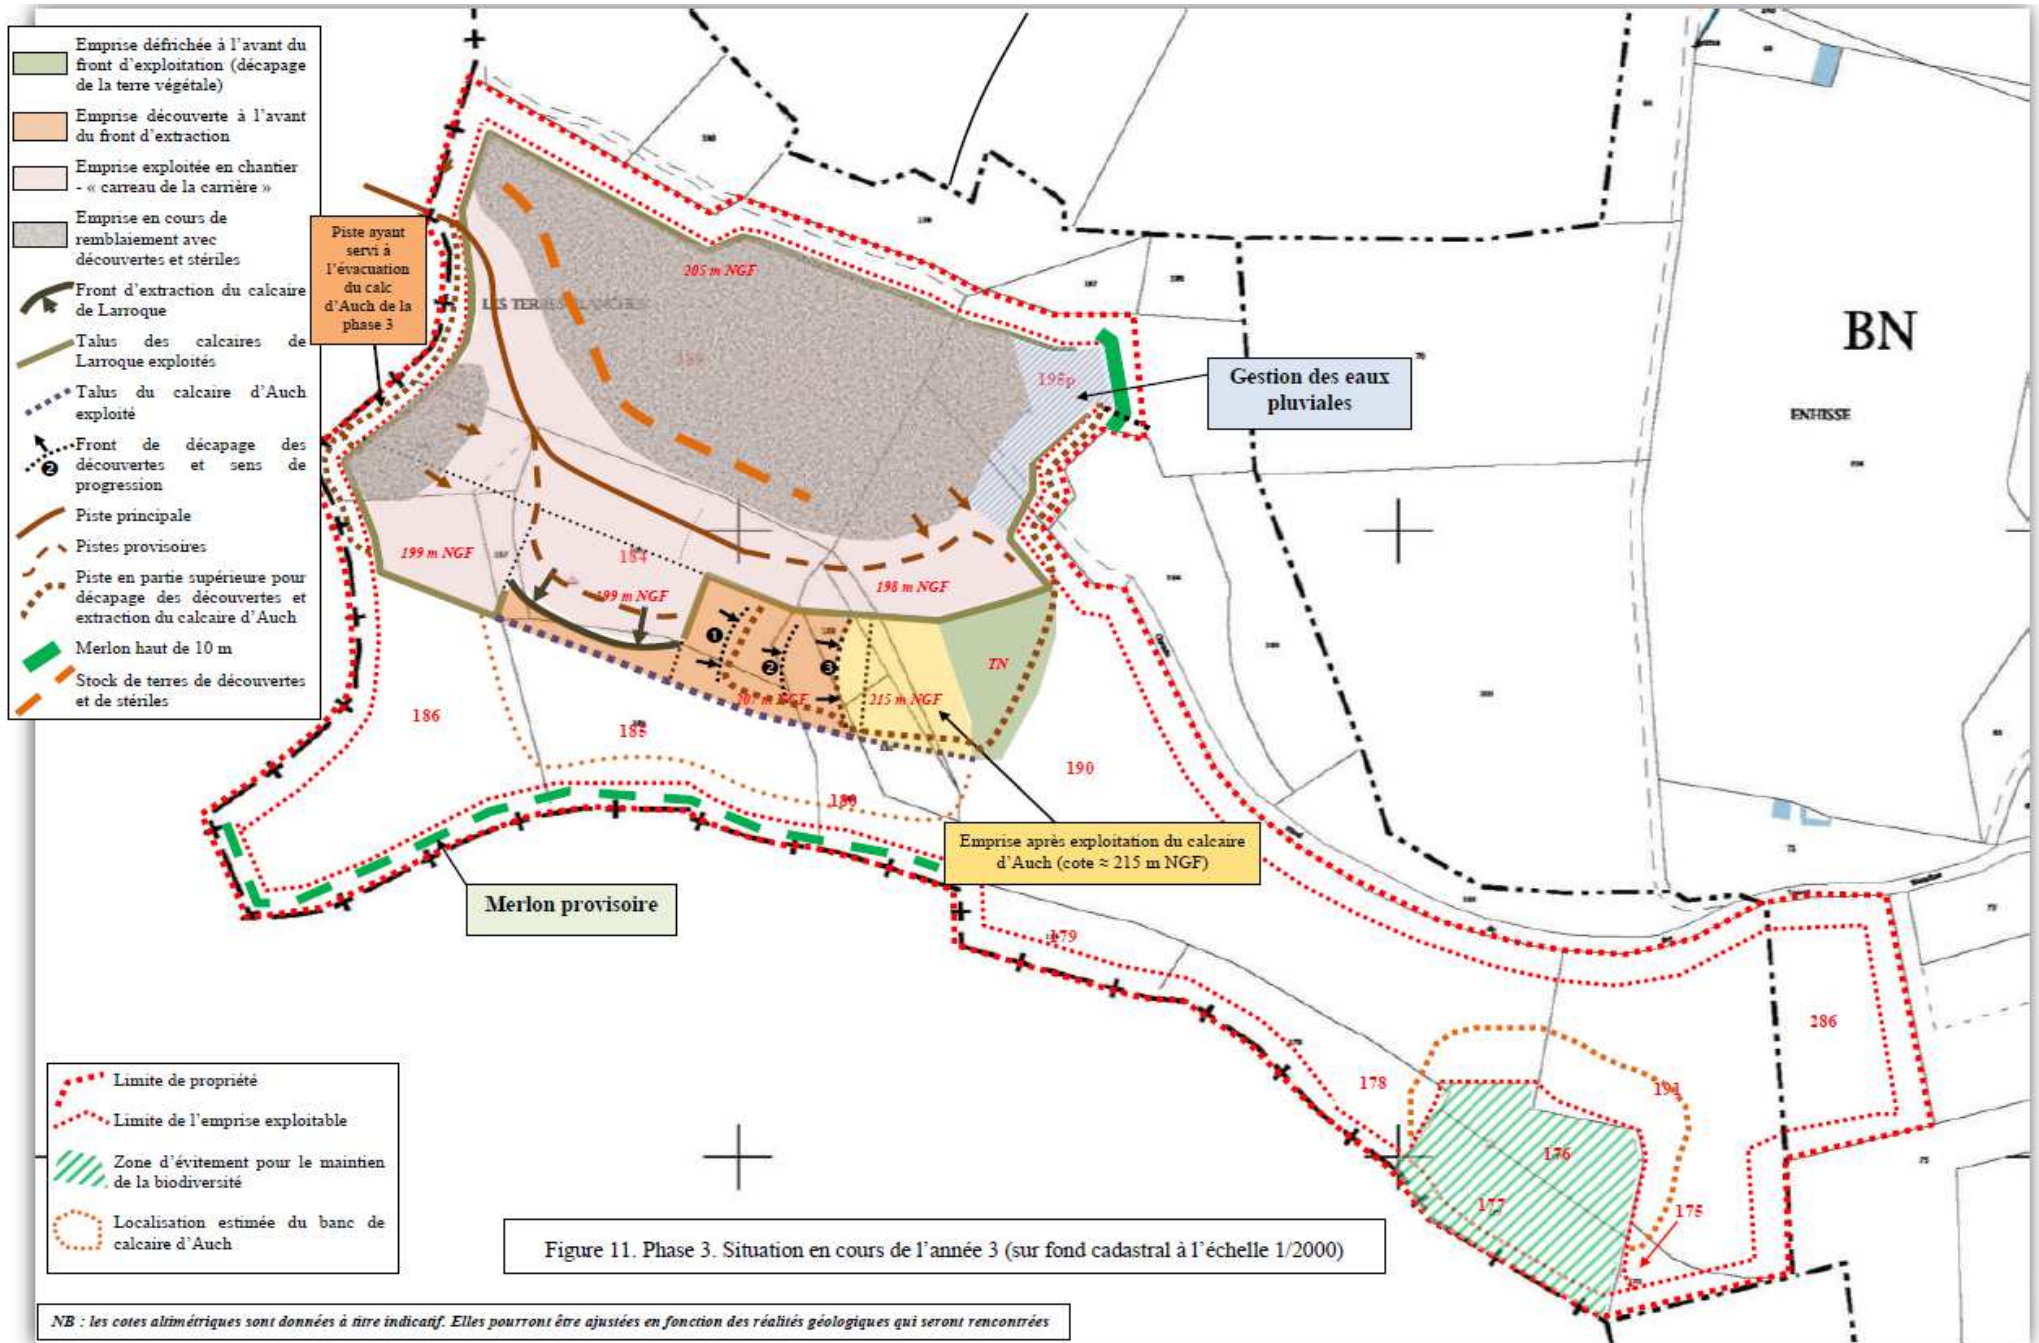 Emprise défrichée à l'avant du
front d'exploitation (décapage
de la terre végétale)
Emprise découverte à l'avant
du front d'extraction
Emprise exploitée en chantier
- « carreau de la carrière »
Emprise en cours de
remblaiement avec
découvertes et stériles
Front d'extraction du calcaire
de Larroque
Talus des calcaires de
Larroque exploités
Talus du calcaire d'Auch
exploité
Front de décapage des
découvertes et sens de
progression
2
Piste principale
Pistes provisoires
Piste en partie supérieure pour
décapage des découvertes et
extraction du calcaire d'Auch
Merlon haut de 10 m
Stock de terres de découvertes
et de stériles
Piste ayant
servi à
l'évacuation
du calc
d'Auch de la
phase 3
205 m NGF
198p
Gestion des eaux
pluviales
BN
ENHISSE
199 m NGF
184
199 m NGF
198 m NGF
1
2
3
207 m NGF
215 m NGF
TN
186
185
180
190
Emprise après exploitation du calcaire
d'Auch (cote ≈ 215 m NGF)
Merlon provisoire
179
178
286
191
176
177
175
Limite de propriété
Limite de l'emprise exploitable
Zone d'évitement pour le maintien
de la biodiversité
Localisation estimée du banc de
calcaire d'Auch
Figure 11. Phase 3. Situation en cours de l'année 3 (sur fond cadastral à l'échelle 1/2000)
NB : les cotes altimétriques sont données à titre indicatif. Elles pourront être ajustées en fonction des réalités géologiques qui seront rencontrées